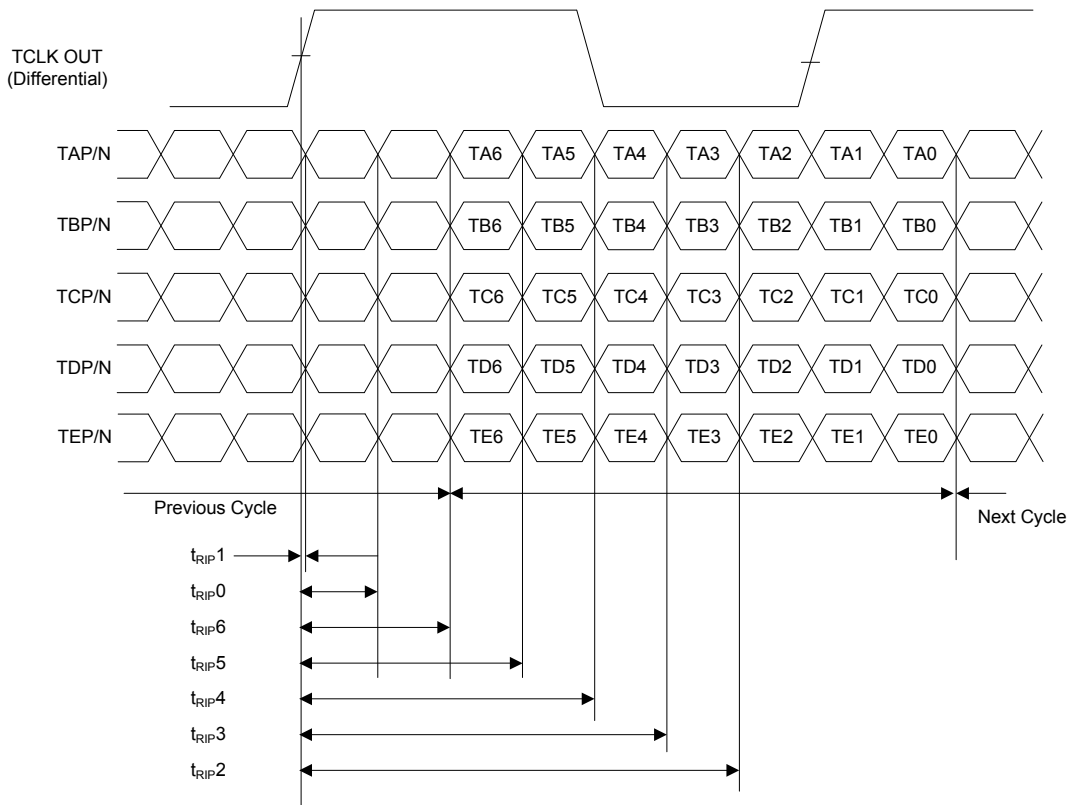 TCLK OUT
(Differential)
TAP/N TA6 TA5 TA4 TA3 TA2 TA1 TA0
TBP/N TB6 TB5 TB4 TB3 TB2 TB1 TB0
TCP/N TC6 TC5 TC4 TC3 TC2 TC1 TC0
TDP/N TD6 TD5 TD4 TD3 TD2 TD1 TD0
TEP/N TE6 TE5 TE4 TE3 TE2 TE1 TE0
Previous Cycle
Next Cycle
tRIP1
tRIP0
tRIP6
tRIP5
tRIP4
tRIP3
tRIP2